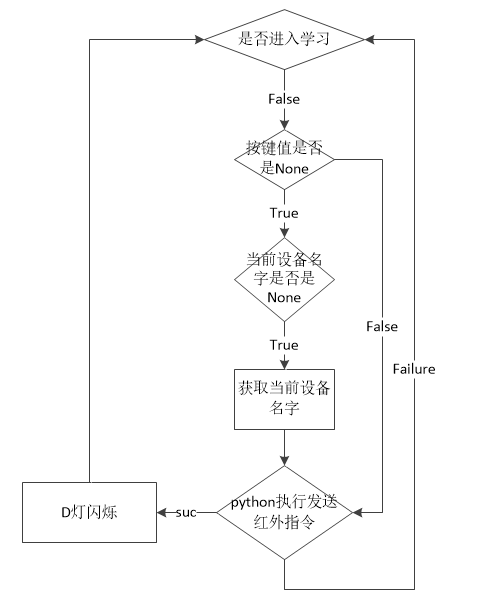 是否进入学习
False
按键值是否
是None
True
当前设备名
字是否是
None
False
True
Failure
获取当前设备
名字
python执行发送
红外指令
suc
D灯闪烁